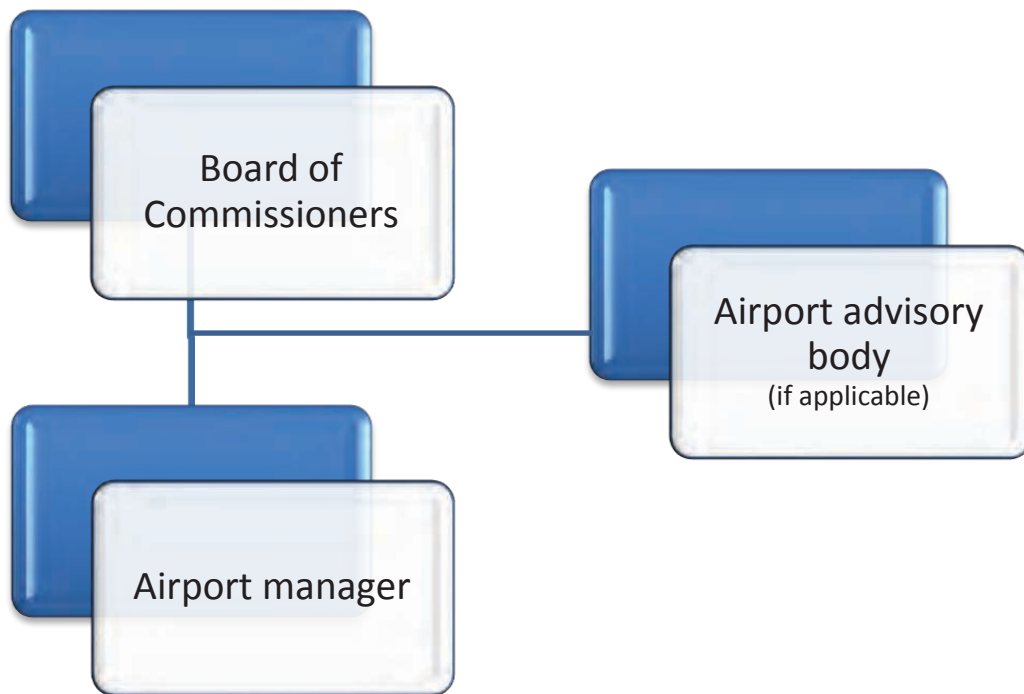 Board of
Commissioners
Airport advisory
body
(if applicable)
Airport manager